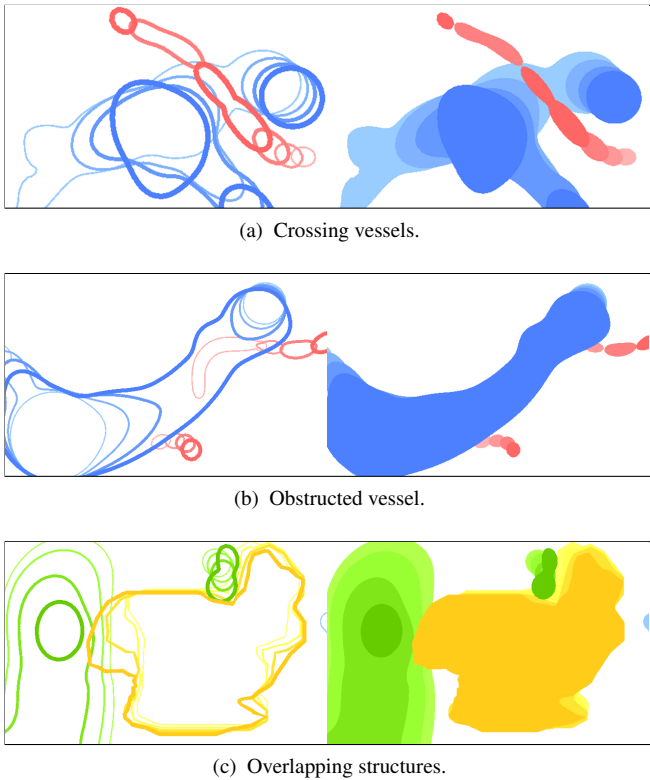 (a) Crossing vessels.
(b) Obstructed vessel.
(c) Overlapping structures.